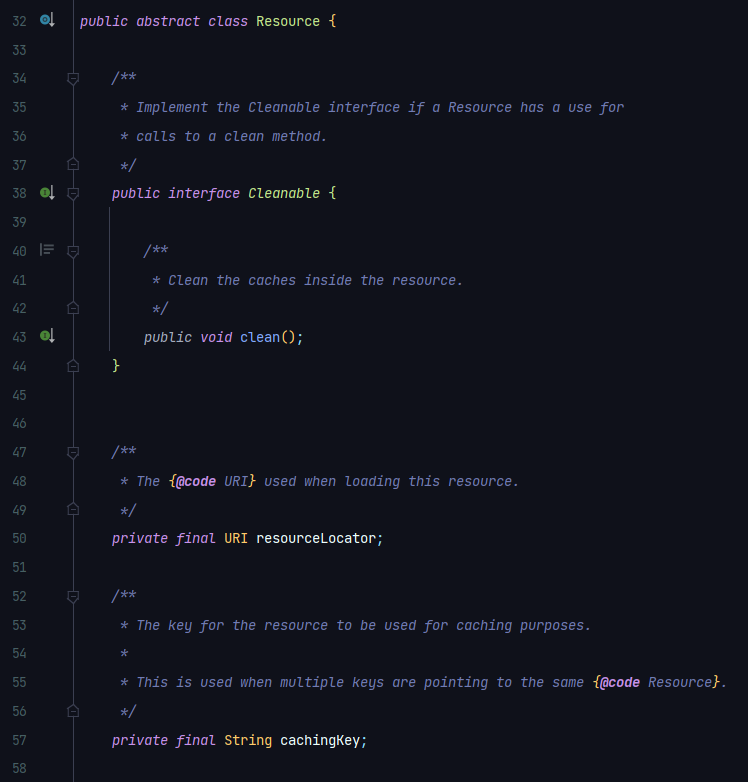 32 public abstract class Resource {
33
34 /**
35 * Implement the Cleanable interface if a Resource has a use for
36 * calls to a clean method.
37 */
38 public interface Cleanable {
39
40 /**
41 * Clean the caches inside the resource.
42 */
43 public void clean();
44 }
45
46
47 /**
48 * The {@code URI} used when loading this resource.
49 */
50 private final URI resourceLocator;
51
52 /**
53 * The key for the resource to be used for caching purposes.
54 *
55 * This is used when multiple keys are pointing to the same {@code Resource}.
56 */
57 private final String cachingKey;
58